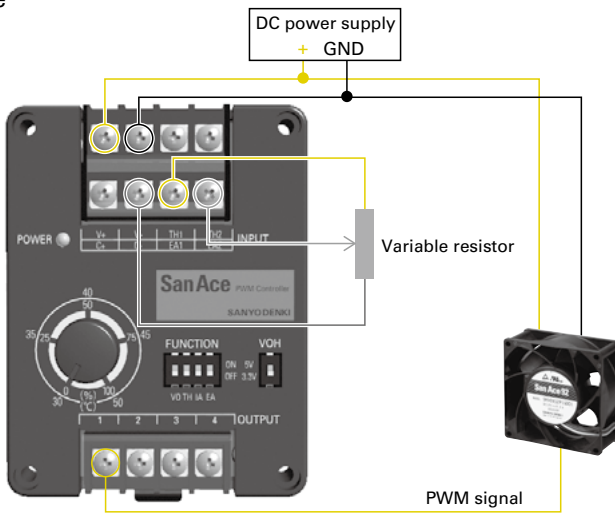 DC power supply
+ GND
V+ V- TH1 TH2
POWER INPUT
C+ EA1 EA2
Variable resistor
San Ace PWM Controller
SANYO DENKI
40
50
35 25 75 45
0 100
30 (%) 50
(℃)
FUNCTION VOH
ON 5V
OFF 3.3V
VO TH IA EA
1 2 3 4 OUTPUT
San Ace 92
PWM signal